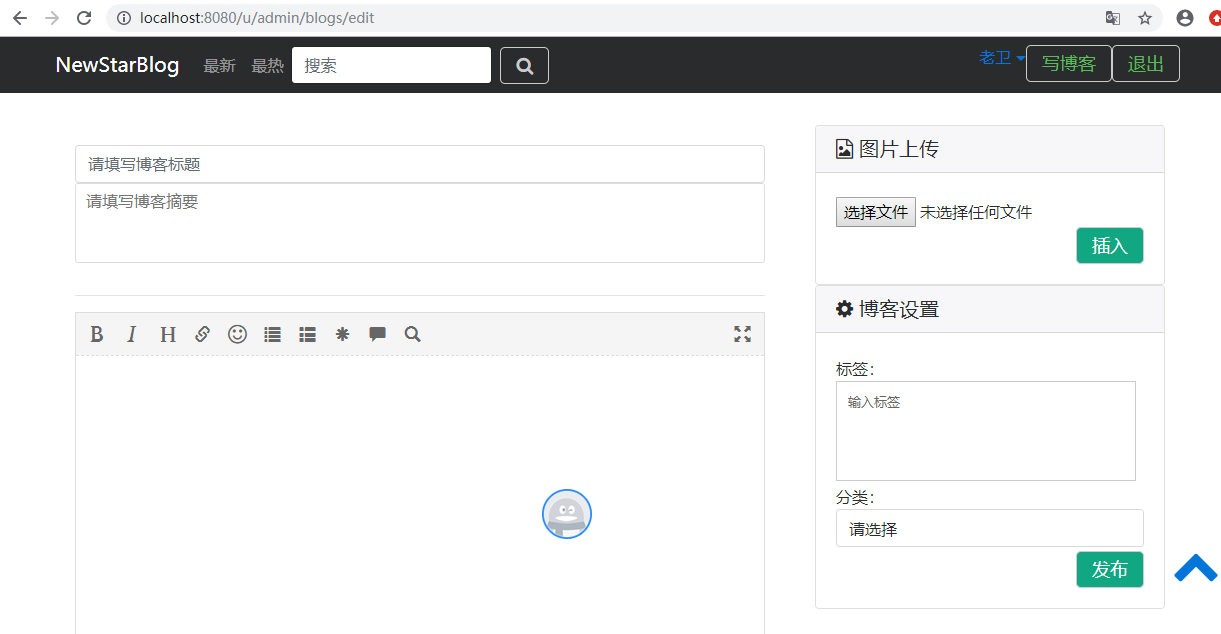 localhost:8080/u/admin/blogs/edit
NewStarBlog 最新 最热 搜索 老卫 写博客 退出
请填写博客标题
请填写博客摘要
B I H
图片上传
选择文件 未选择任何文件
插入
博客设置
标签：
输入标签
分类：
请选择
发布